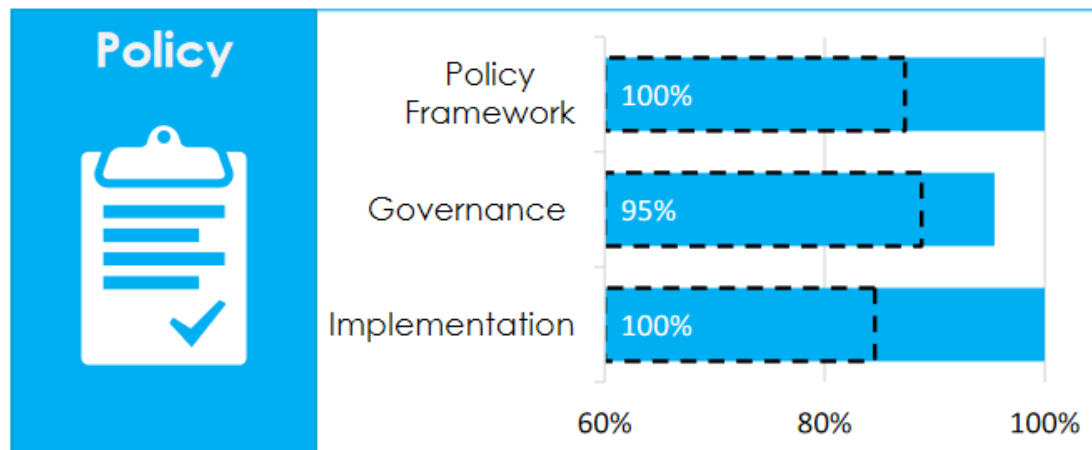 Policy
Policy
Framework
100%
Governance
95%
Implementation
100%
60%
80%
100%